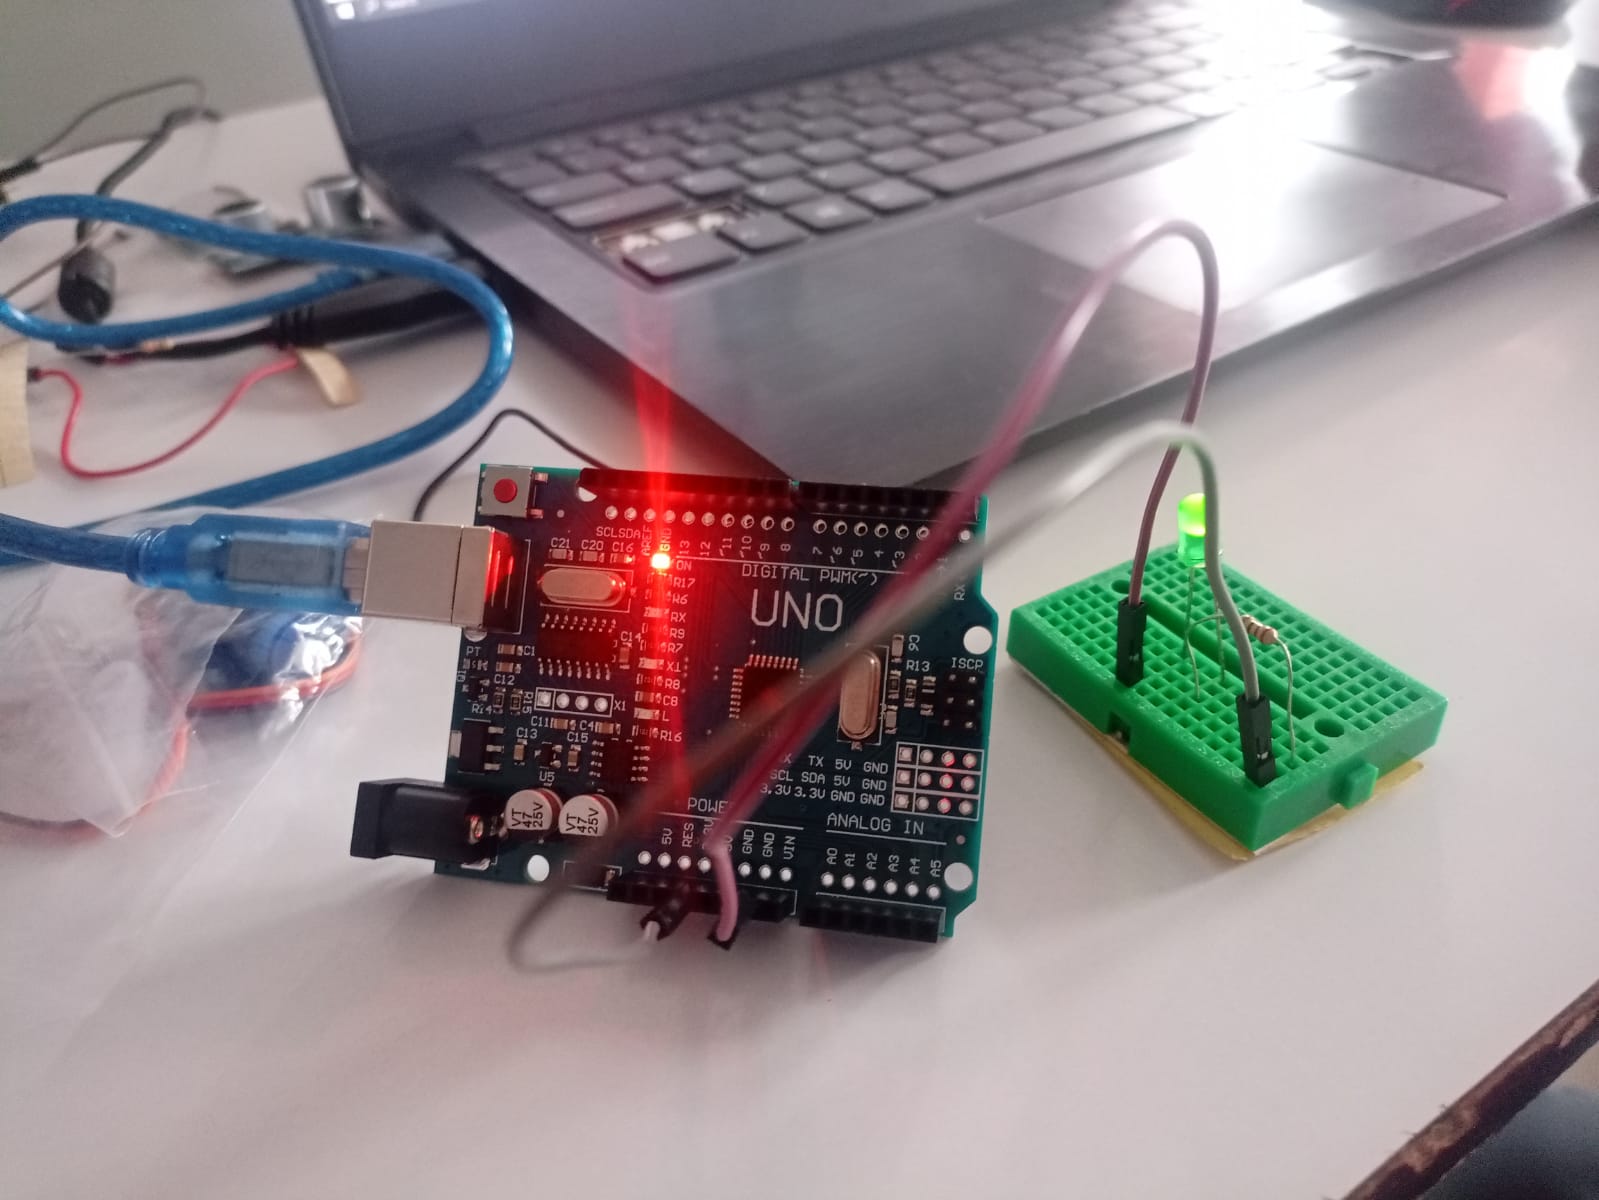 SCL SDA AREF GND 13 12 ~11 ~10 ~9 8 7 ~6 ~5 4 ~3
C21 C20 C16
ON
DIGITAL PWM(~)
R17
R6
UNO
RX
RX
R9
C14
R7
TX
R8
C8
L
R16
PT
C1
C12
R14
R15
X1
C11 C4
C13 C15
U5
C6
R13
ISCP
TX 5V GND
SCL SDA 5V GND
3.3V 3.3V GND GND
VT
47
25V
VT
47
25V
POWER
5V RES GND GND VIN
ANALOG IN
A0 A1 A2 A3 A4 A5